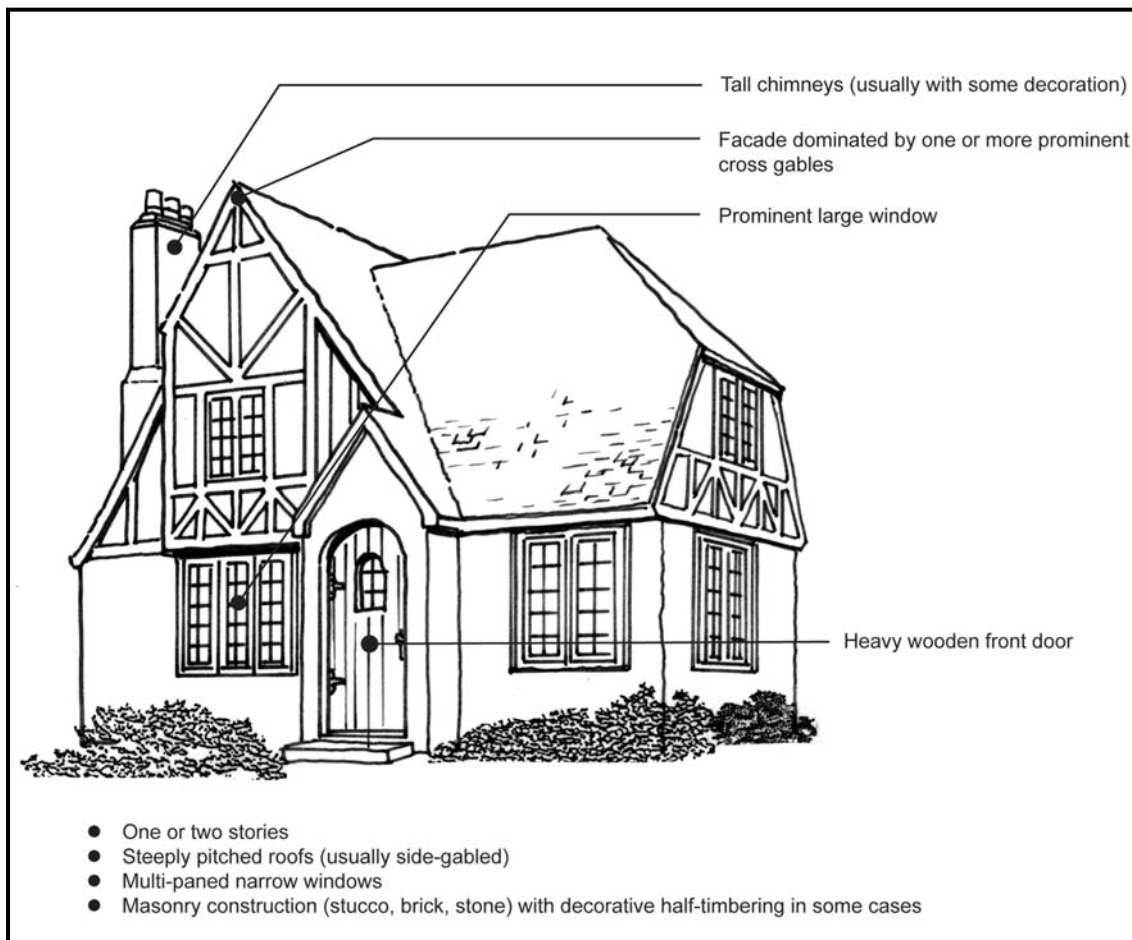 Tall chimneys (usually with some decoration)
Facade dominated by one or more prominent
cross gables
Prominent large window
Heavy wooden front door
● One or two stories
● Steeply pitched roofs (usually side-gabled)
● Multi-paned narrow windows
● Masonry construction (stucco, brick, stone) with decorative half-timbering in some cases